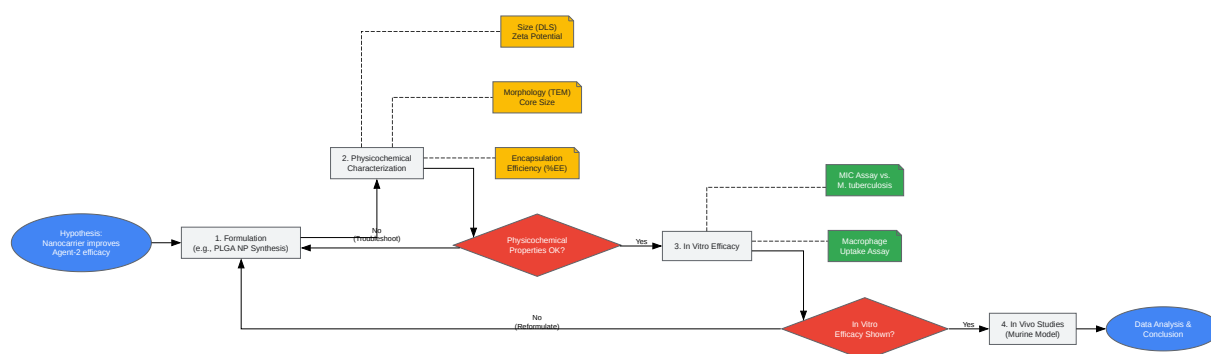 Size (DLS)
Zeta Potential
Morphology (TEM)
Core Size
2. Physicochemical
Characterization
Encapsulation
Efficiency (%EE)
MIC Assay vs.
M. tuberculosis
Hypothesis:
Nanocarrier improves
Agent-2 efficacy
1. Formulation
(e.g., PLGA NP Synthesis)
No
(Troubleshoot)
Physicochemical
Properties OK?
Yes
3. In Vitro Efficacy
Macrophage
Uptake Assay
No
(Reformulate)
In Vitro
Efficacy Shown?
Yes
4. In Vivo Studies
(Murine Model)
Data Analysis &
Conclusion